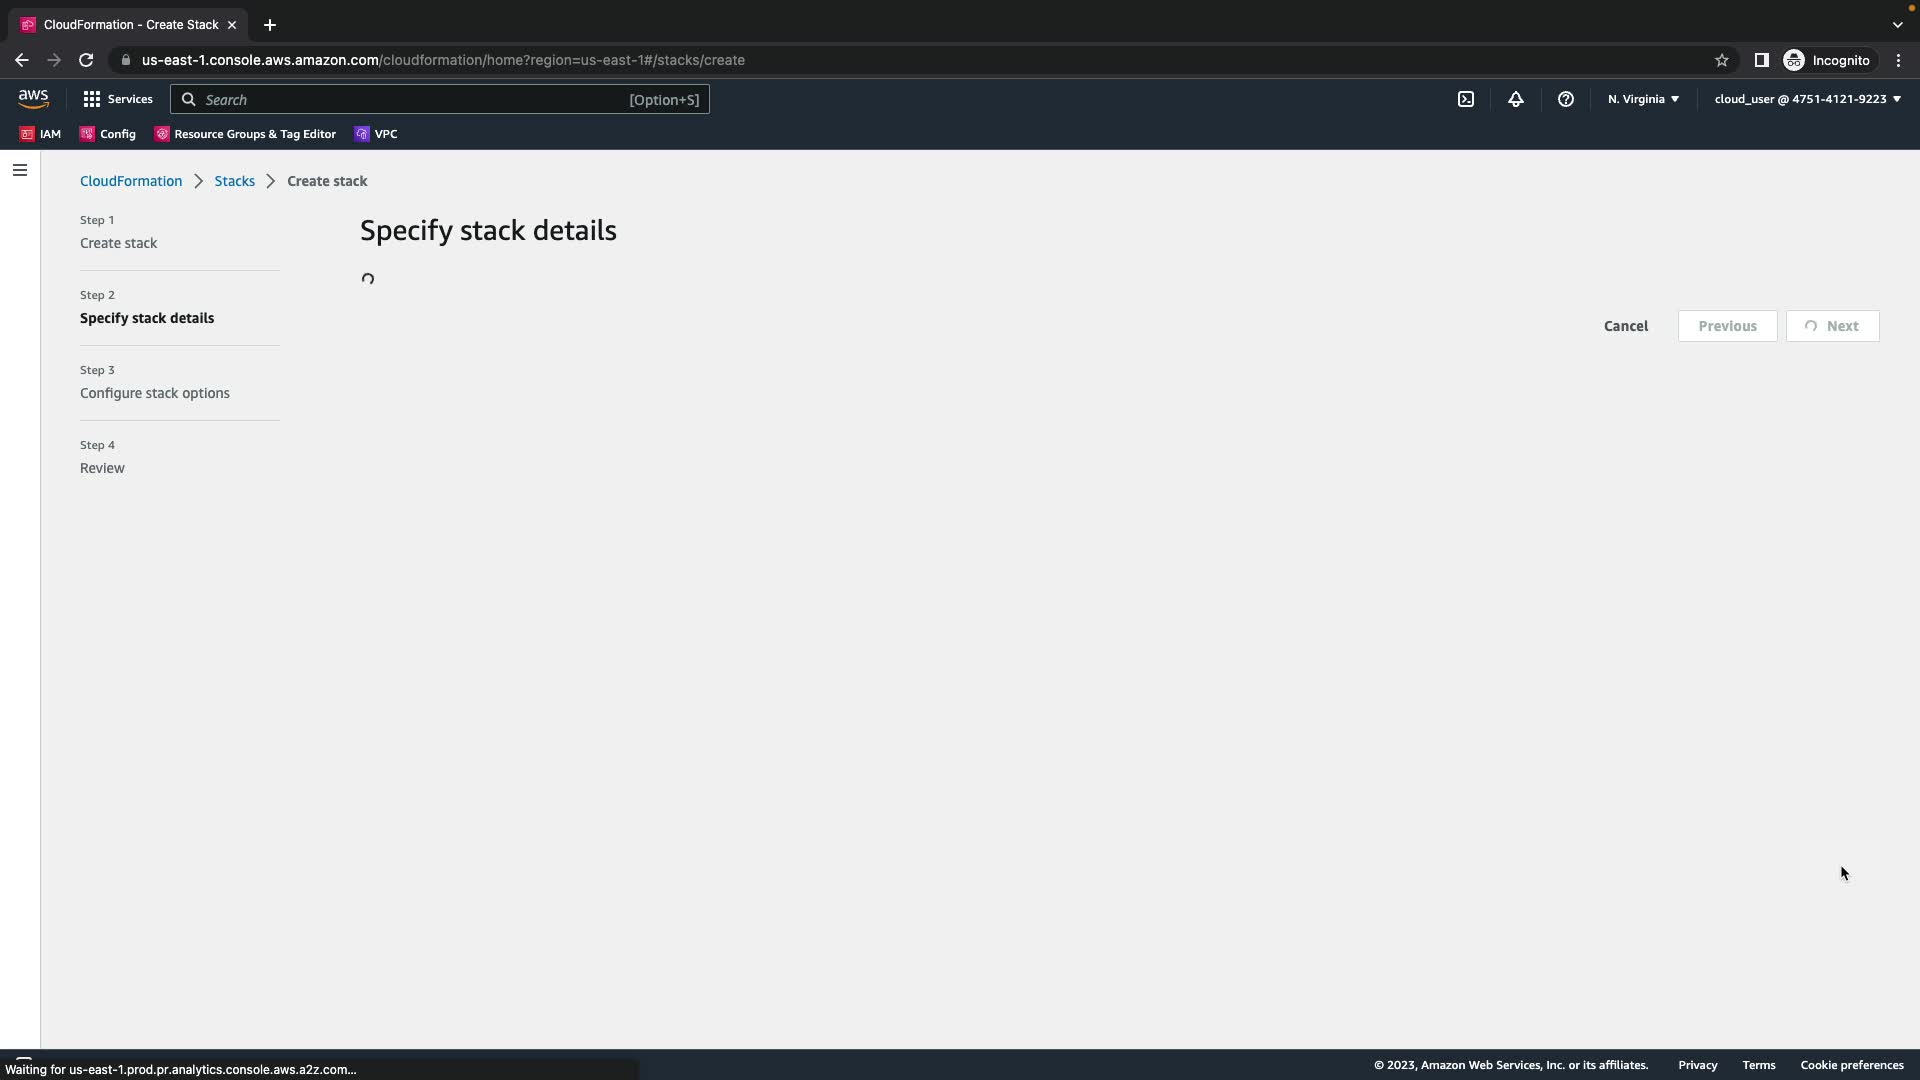 CloudFormation - Create Stack
us-east-1.console.aws.amazon.com/cloudformation/home?region=us-east-1#/stacks/create
Incognito
aws
Services
Search
[Option+S]
N. Virginia
cloud_user @ 4751-4121-9223
IAM
Config
Resource Groups & Tag Editor
VPC
CloudFormation
Stacks
Create stack
Step 1
Create stack
Step 2
Specify stack details
Step 3
Configure stack options
Step 4
Review
Specify stack details
Cancel
Previous
Next
Waiting for us-east-1.prod.pr.analytics.console.aws.a2z.com...
© 2023, Amazon Web Services, Inc. or its affiliates.
Privacy
Terms
Cookie preferences